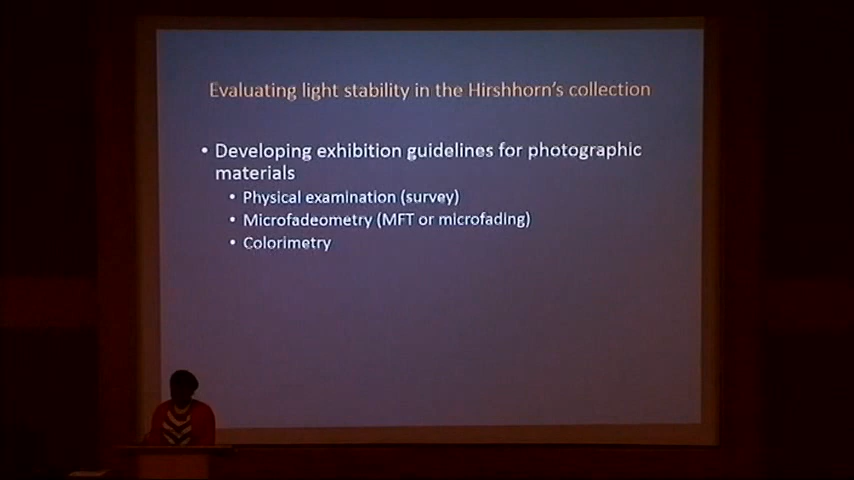 Evaluating light stability in the Hirshhorn's collection
• Developing exhibition guidelines for photographic
materials
• Physical examination (survey)
• Microfadeometry (MFT or microfading)
• Colorimetry